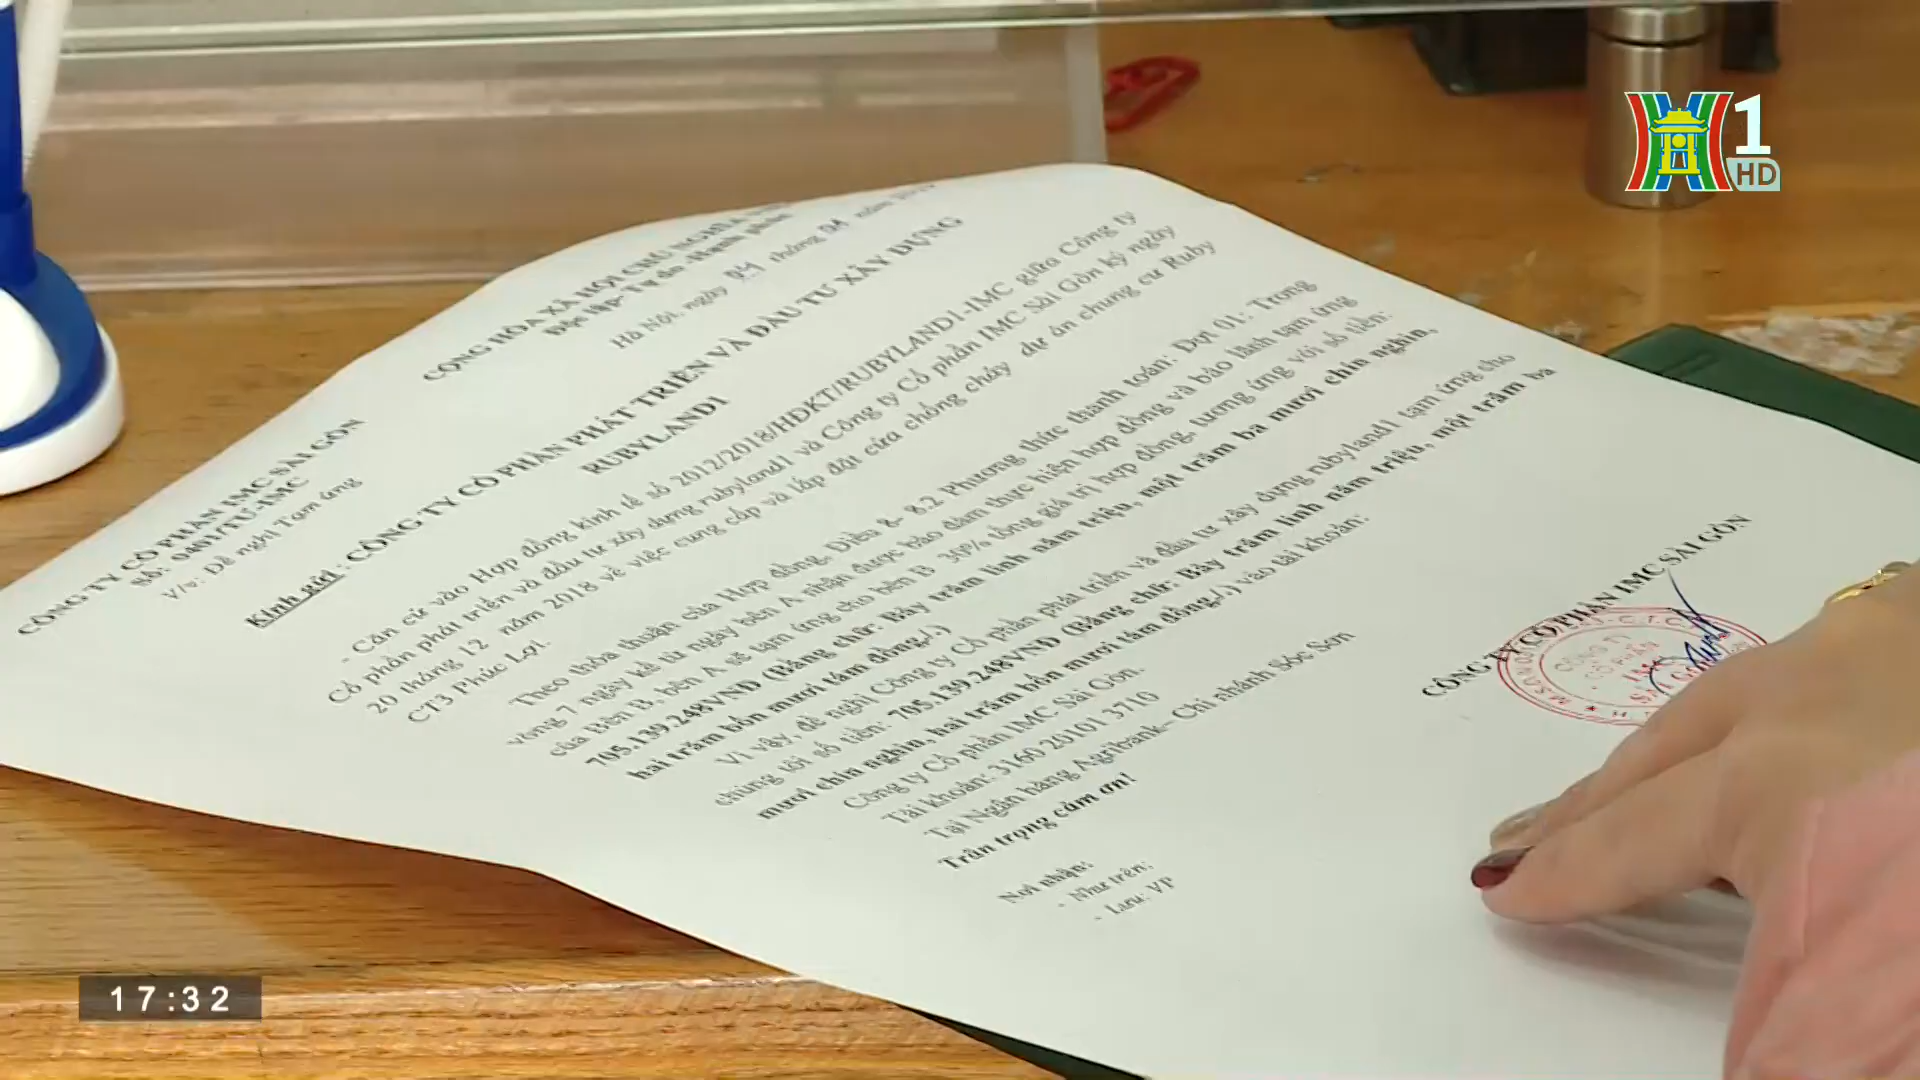 1
HD
CÔNG TY CỔ PHẦN IMC SÀI GÒN
Số: 0401/TƯ-IMC
V/v: Đề nghị Tạm ứng
CỘNG HÒA XÃ HỘI CHỦ NGHĨA
Độc lập- Tự do -Hạnh phúc
Hà Nội, ngày 04 tháng 01 năm
Kính gửi : CÔNG TY CỔ PHẦN PHÁT TRIỂN VÀ ĐẦU TƯ XÂY DỰNG
RUBYLAND1
- Căn cứ vào Hợp đồng kinh tế số 2012/2018/HĐKT/RUBYLAND1-IMC giữa Công ty
Cổ phần phát triển và đầu tư xây dựng rubyland1 và Công ty Cổ phần IMC Sài Gòn ký ngày
20 tháng 12 năm 2018 về việc cung cấp và lắp đặt cửa chống cháy dự án chung cư Ruby
CT3 Phúc Lợi.
Theo thỏa thuận của Hợp đồng, Điều 8- 8.2 Phương thức thanh toán: Đợt 01: Trong
vòng 7 ngày kể từ ngày bên A nhận được bảo đảm thực hiện hợp đồng và bảo lãnh tạm ứng
của Bên B, bên A sẽ tạm ứng cho bên B 30% tổng giá trị hợp đồng, tương ứng với số tiền:
705.139.248VND (Bằng chữ: Bảy trăm linh năm triệu, một trăm ba mươi chín nghìn,
hai trăm bốn mươi tám đồng./.)
Vì vậy, đề nghị Công ty Cổ phần phát triển và đầu tư xây dựng rubyland1 tạm ứng cho
chúng tôi số tiền: 705.139.248VND (Bằng chữ: Bảy trăm linh năm triệu, một trăm ba
mươi chín nghìn, hai trăm bốn mươi tám đồng./.) vào tài khoản:
Công ty Cổ phần IMC Sài Gòn.
Tài khoản: 3160 20101 3710
Tại Ngân hàng Agribank– Chi nhánh Sóc Sơn
Trân trọng cảm ơn!
Nơi nhận:
- Như trên;
- Lưu: VP
CÔNG TY CỔ PHẦN IMC SÀI GÒN
CÔNG TY
CỔ PHẦN
IMC
17:32